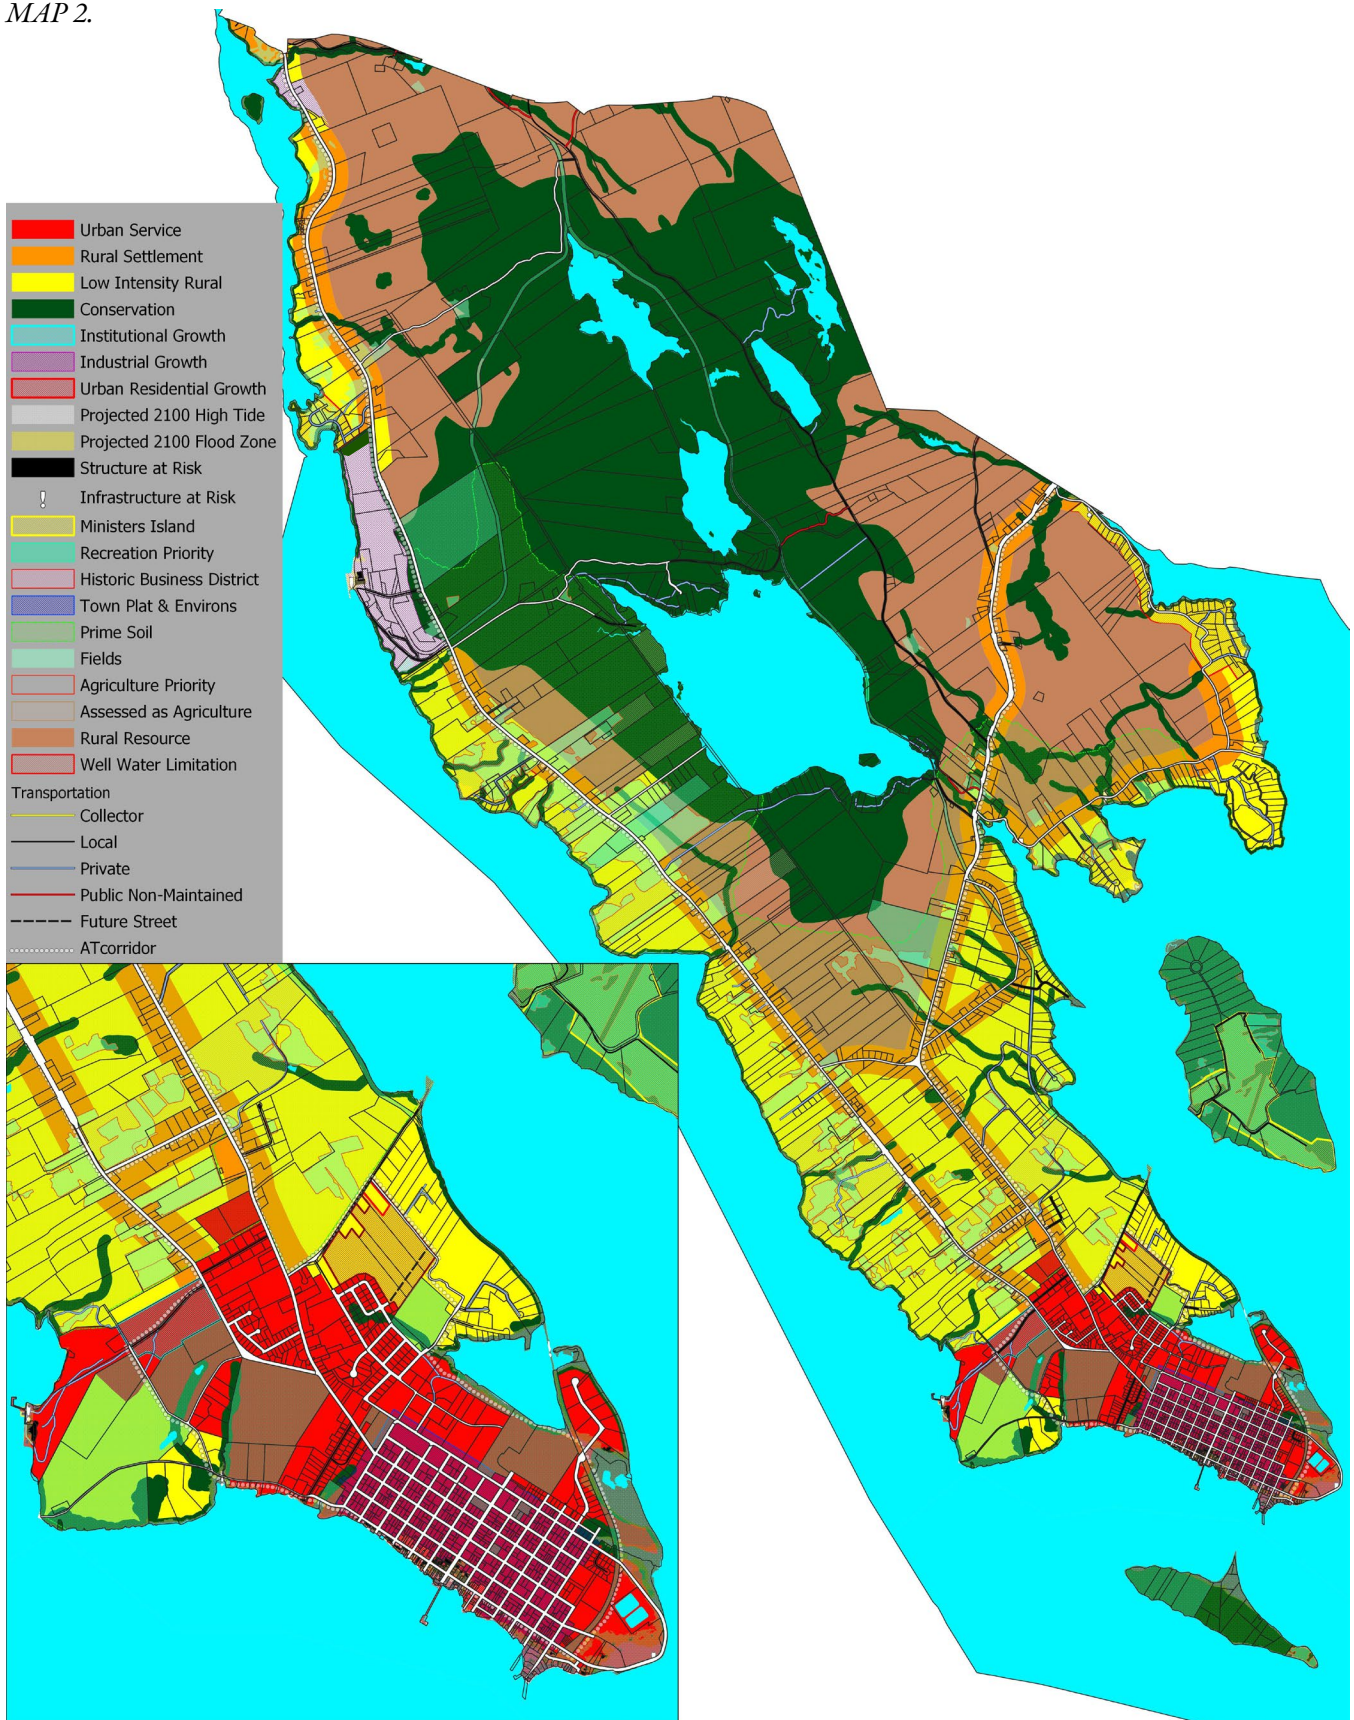 MAP 2.
Urban Service
Rural Settlement
Low Intensity Rural
Conservation
Institutional Growth
Industrial Growth
Urban Residential Growth
Projected 2100 High Tide
Projected 2100 Flood Zone
Structure at Risk
Infrastructure at Risk
Ministers Island
Recreation Priority
Historic Business District
Town Plat & Environs
Prime Soil
Fields
Agriculture Priority
Assessed as Agriculture
Rural Resource
Well Water Limitation
Transportation
Collector
Local
Private
Public Non-Maintained
Future Street
ATcorridor